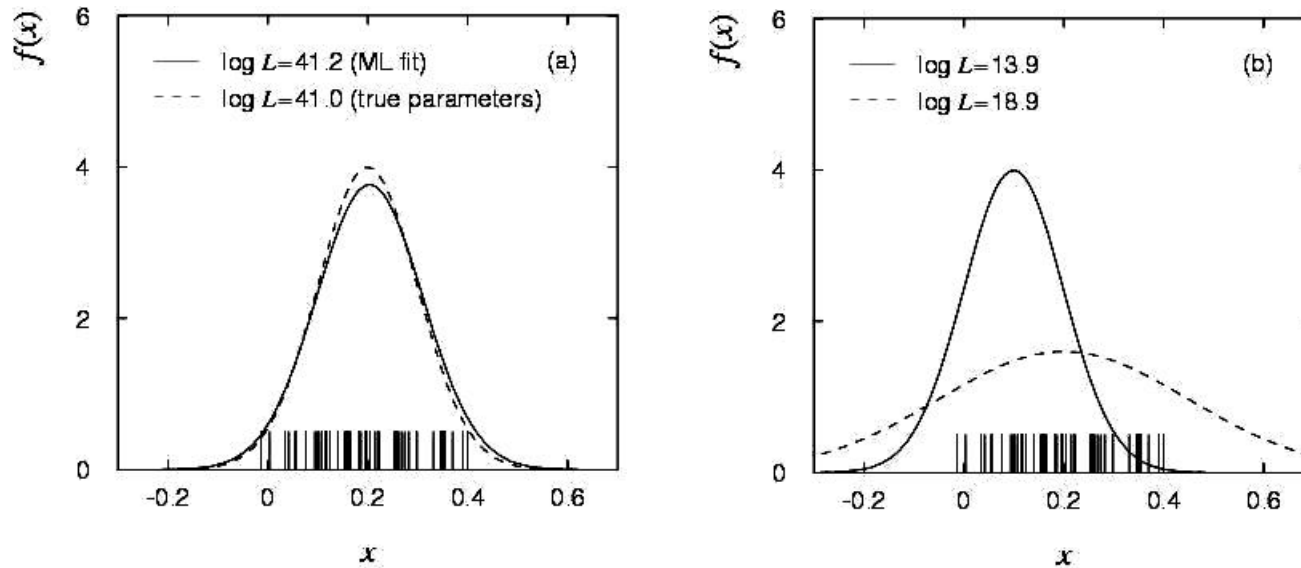 f(x)
6
4
2
0
log L=41.2 (ML fit)
log L=41.0 (true parameters)
(a)
-0.2 0 0.2 0.4 0.6
x
f(x)
6
4
2
0
log L=13.9
log L=18.9
(b)
-0.2 0 0.2 0.4 0.6
x